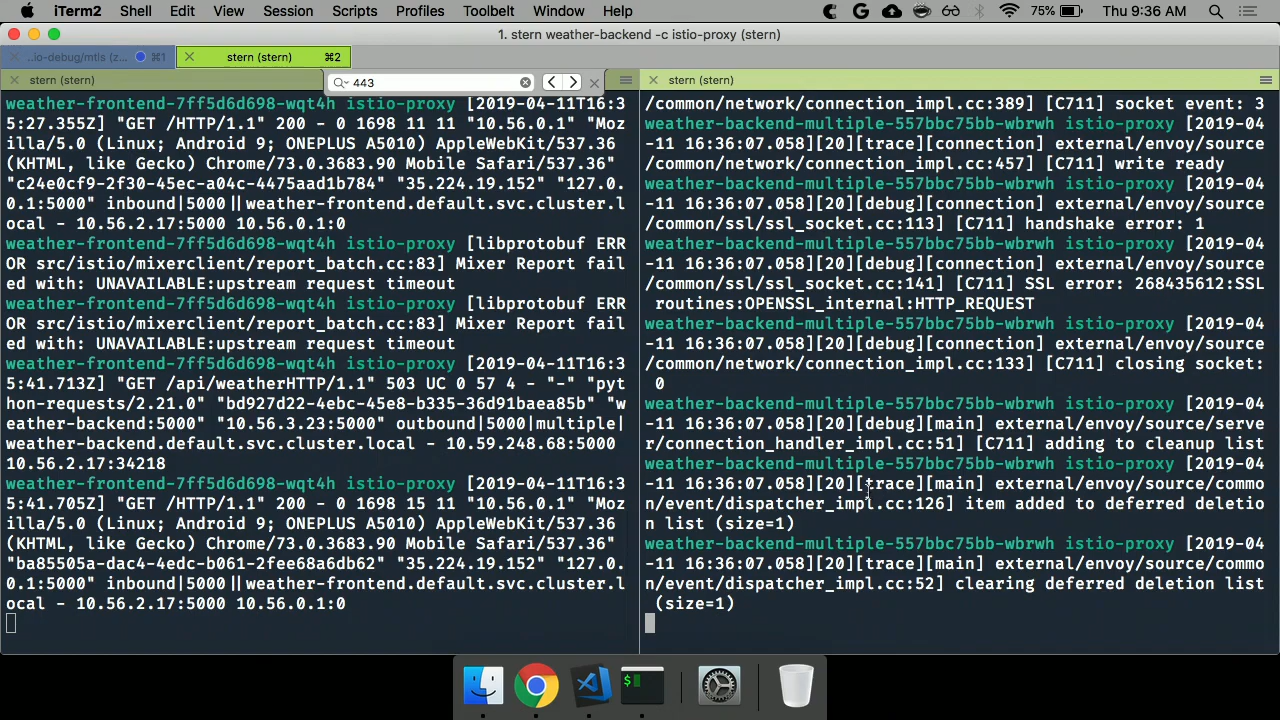 iTerm2 Shell Edit View Session Scripts Profiles Toolbelt Window Help 75% Thu 9:36 AM
1. stern weather-backend -c istio-proxy (stern)
..io-debug/mtls (z... ⌘1 stern (stern) ⌘2
stern (stern) 443
weather-frontend-7ff5d6d698-wqt4h istio-proxy [2019-04-11T16:3
5:27.355Z] "GET /HTTP/1.1" 200 - 0 1698 11 11 "10.56.0.1" "Moz
illa/5.0 (Linux; Android 9; ONEPLUS A5010) AppleWebKit/537.36
(KHTML, like Gecko) Chrome/73.0.3683.90 Mobile Safari/537.36"
"c24e0cf9-2f30-45ec-a04c-4475aad1b784" "35.224.19.152" "127.0.
0.1:5000" inbound|5000||weather-frontend.default.svc.cluster.l
ocal - 10.56.2.17:5000 10.56.0.1:0
weather-frontend-7ff5d6d698-wqt4h istio-proxy [libprotobuf ERR
OR src/istio/mixerclient/report_batch.cc:83] Mixer Report fail
ed with: UNAVAILABLE:upstream request timeout
weather-frontend-7ff5d6d698-wqt4h istio-proxy [libprotobuf ERR
OR src/istio/mixerclient/report_batch.cc:83] Mixer Report fail
ed with: UNAVAILABLE:upstream request timeout
weather-frontend-7ff5d6d698-wqt4h istio-proxy [2019-04-11T16:3
5:41.713Z] "GET /api/weatherHTTP/1.1" 503 UC 0 57 4 - "-" "pyt
hon-requests/2.21.0" "bd927d22-4ebc-45e8-b335-36d91baea85b" "w
eather-backend:5000" "10.56.3.23:5000" outbound|5000|multiple|
weather-backend.default.svc.cluster.local - 10.59.248.68:5000
10.56.2.17:34218
weather-frontend-7ff5d6d698-wqt4h istio-proxy [2019-04-11T16:3
5:41.705Z] "GET /HTTP/1.1" 200 - 0 1698 15 11 "10.56.0.1" "Moz
illa/5.0 (Linux; Android 9; ONEPLUS A5010) AppleWebKit/537.36
(KHTML, like Gecko) Chrome/73.0.3683.90 Mobile Safari/537.36"
"ba85505a-dac4-4edc-b061-2fee68a6db62" "35.224.19.152" "127.0.
0.1:5000" inbound|5000||weather-frontend.default.svc.cluster.l
ocal - 10.56.2.17:5000 10.56.0.1:0
stern (stern)
/common/network/connection_impl.cc:389] [C711] socket event: 3
weather-backend-multiple-557bbc75bb-wbrwh istio-proxy [2019-04
-11 16:36:07.058][20][trace][connection] external/envoy/source
/common/network/connection_impl.cc:457] [C711] write ready
weather-backend-multiple-557bbc75bb-wbrwh istio-proxy [2019-04
-11 16:36:07.058][20][debug][connection] external/envoy/source
/common/ssl/ssl_socket.cc:113] [C711] handshake error: 1
weather-backend-multiple-557bbc75bb-wbrwh istio-proxy [2019-04
-11 16:36:07.058][20][debug][connection] external/envoy/source
/common/ssl/ssl_socket.cc:141] [C711] SSL error: 268435612:SSL
routines:OPENSSL_internal:HTTP_REQUEST
weather-backend-multiple-557bbc75bb-wbrwh istio-proxy [2019-04
-11 16:36:07.058][20][debug][connection] external/envoy/source
/common/network/connection_impl.cc:133] [C711] closing socket:
0
weather-backend-multiple-557bbc75bb-wbrwh istio-proxy [2019-04
-11 16:36:07.058][20][debug][main] external/envoy/source/serve
r/connection_handler_impl.cc:51] [C711] adding to cleanup list
weather-backend-multiple-557bbc75bb-wbrwh istio-proxy [2019-04
-11 16:36:07.058][20][trace][main] external/envoy/source/commo
n/event/dispatcher_impl.cc:126] item added to deferred deletio
n list (size=1)
weather-backend-multiple-557bbc75bb-wbrwh istio-proxy [2019-04
-11 16:36:07.058][20][trace][main] external/envoy/source/commo
n/event/dispatcher_impl.cc:52] clearing deferred deletion list
(size=1)